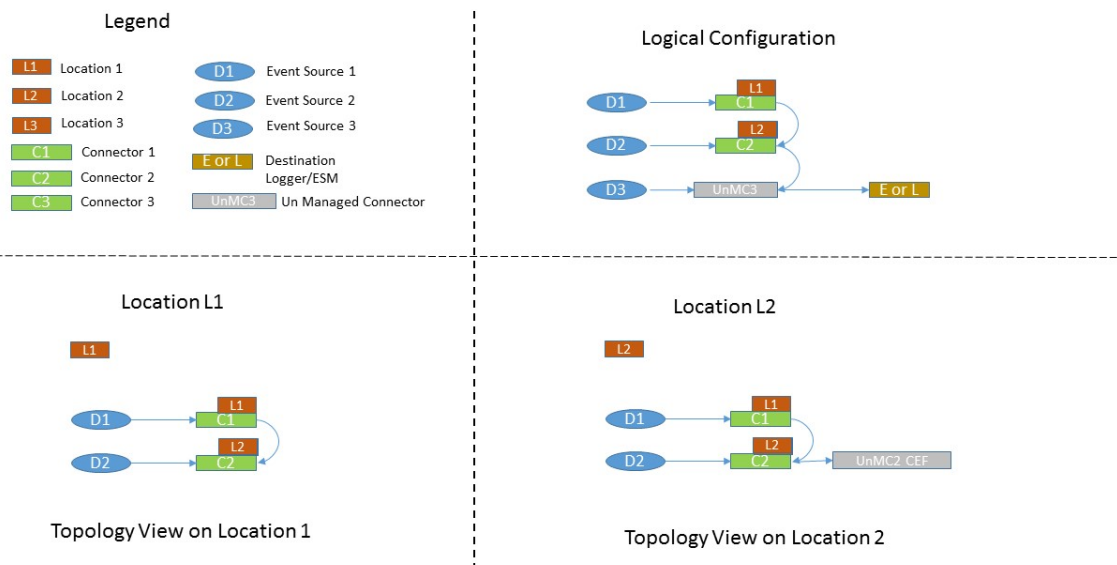 Legend
L1 Location 1
L2 Location 2
L3 Location 3
C1 Connector 1
C2 Connector 2
C3 Connector 3
D1 Event Source 1
D2 Event Source 2
D3 Event Source 3
E or L Destination
Logger/ESM
UnMC3 Un Managed Connector
Logical Configuration
L1
D1 C1
L2
D2 C2
D3 UnMC3 E or L
Location L1
L1
L1
D1 C1
L2
D2 C2
Topology View on Location 1
Location L2
L2
L1
D1 C1
L2
D2 C2 UnMC2 CEF
Topology View on Location 2